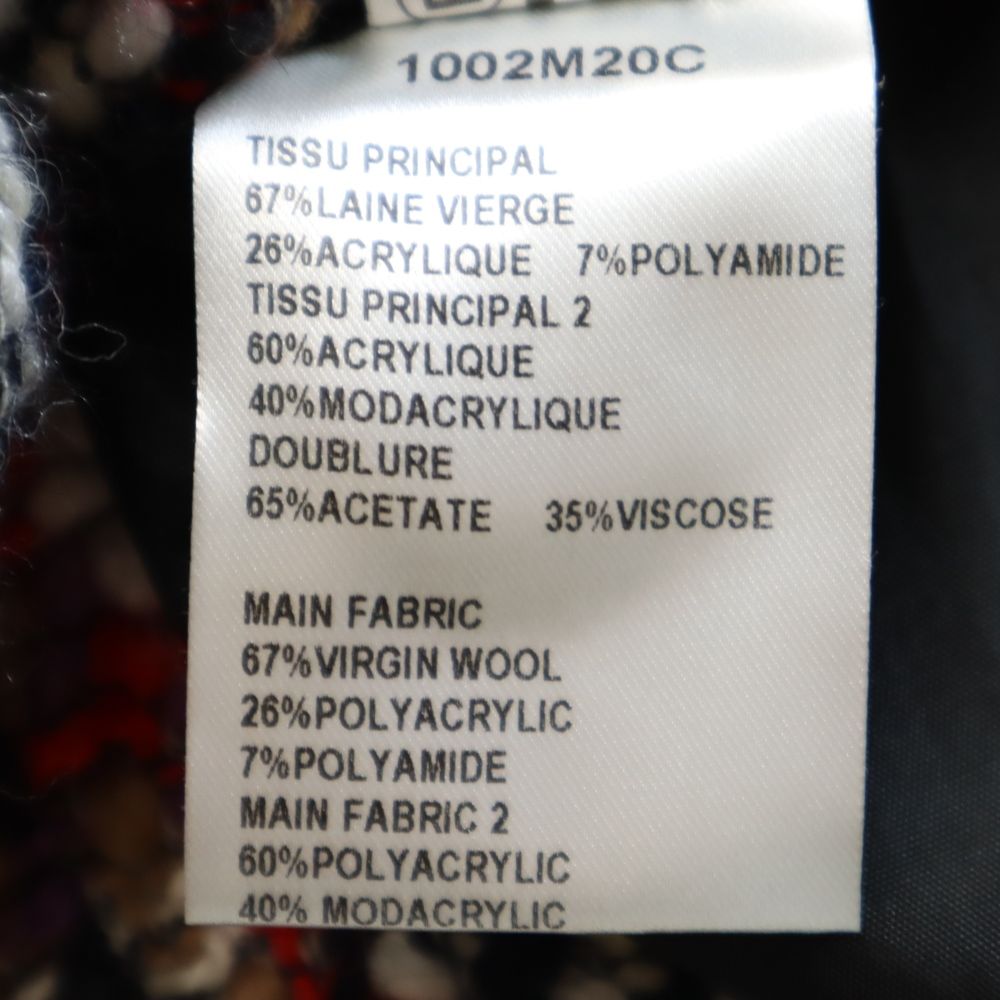 1002M20C
TISSU PRINCIPAL
67%LAINE VIERGE
26%ACRYLIQUE 7%POLYAMIDE
TISSU PRINCIPAL 2
60%ACRYLIQUE
40%MODACRYLIQUE
DOUBLURE
65%ACETATE 35%VISCOSE
MAIN FABRIC
67%VIRGIN WOOL
26%POLYACRYLIC
7%POLYAMIDE
MAIN FABRIC 2
60%POLYACRYLIC
40% MODACRYLIC